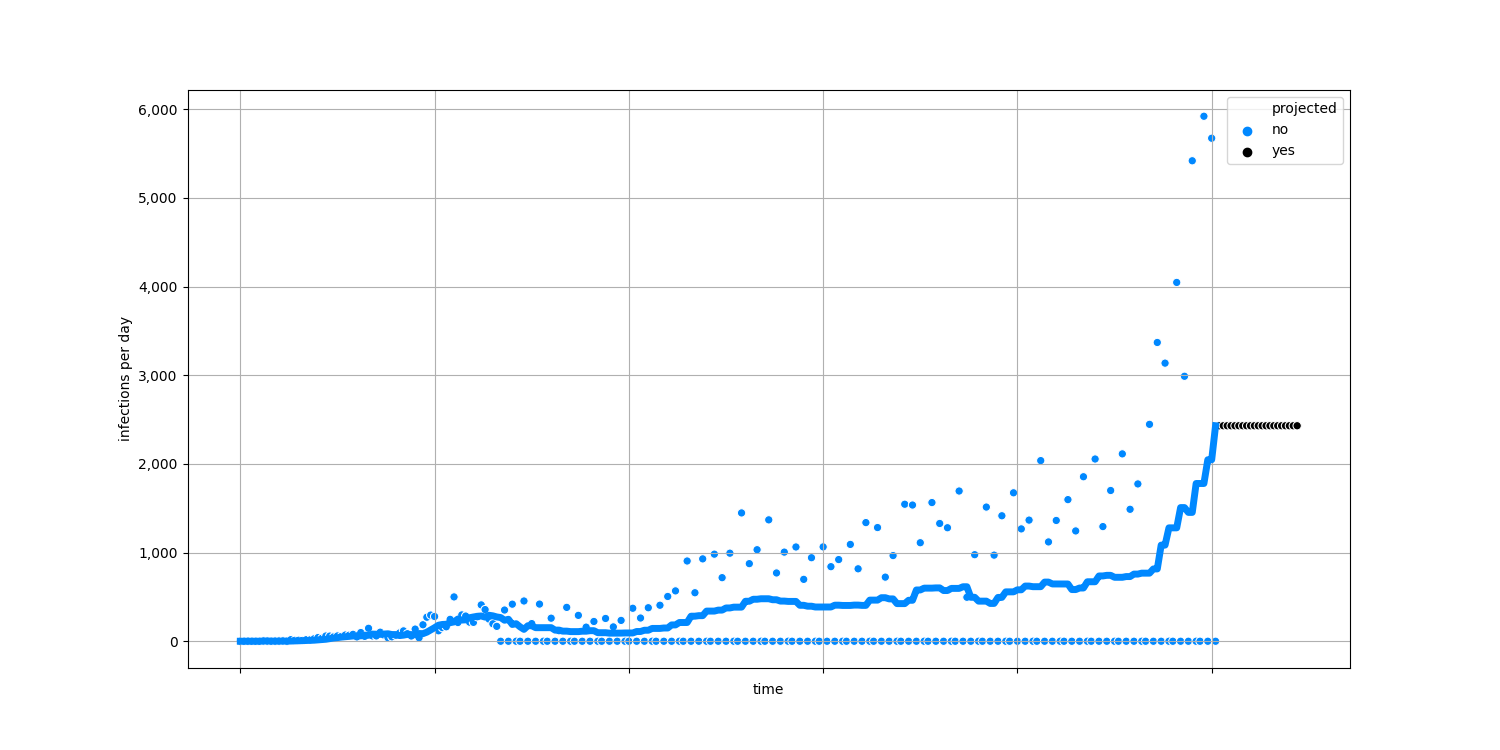 6,000
5,000
4,000
3,000
2,000
1,000
0
infections per day
time
projected
no
yes